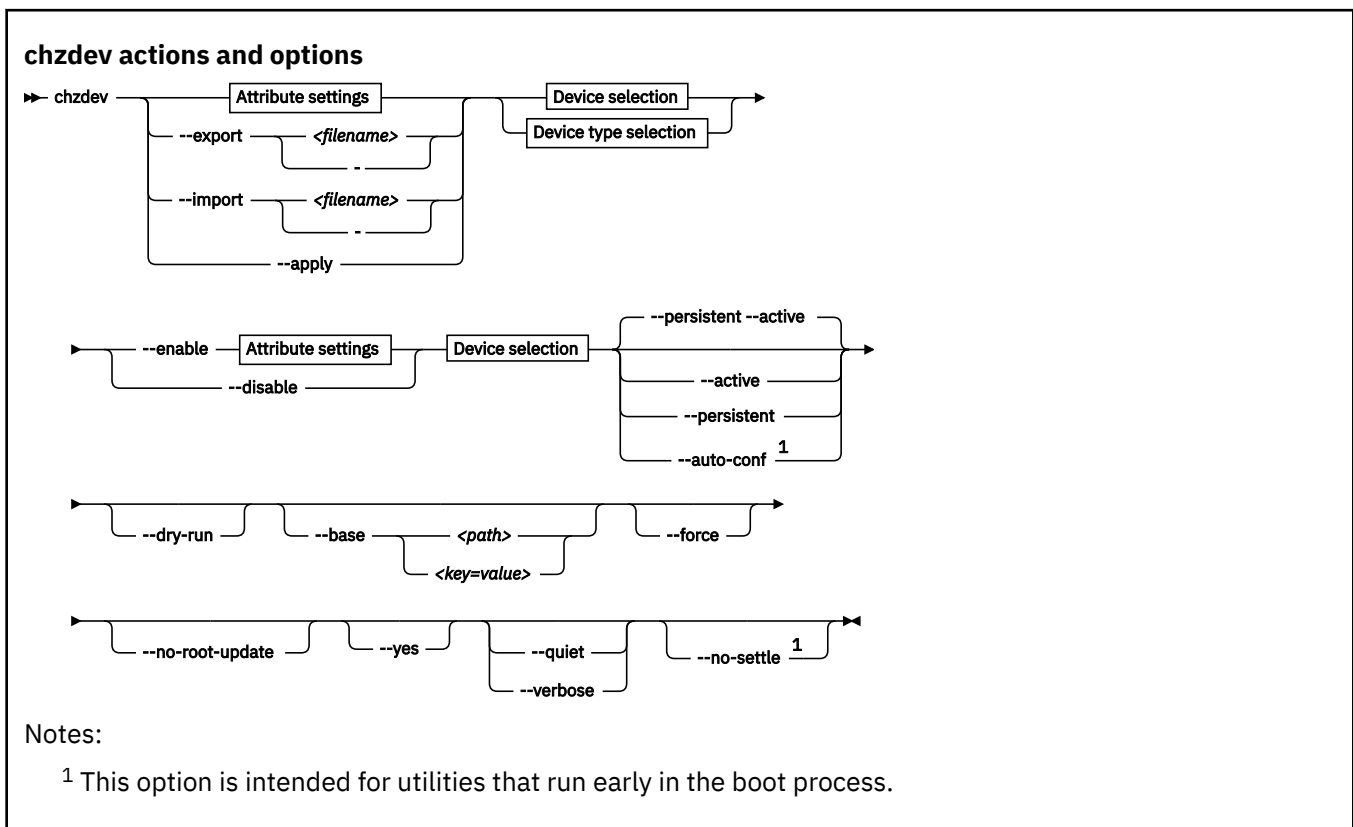 chzdev actions and options
chzdev Attribute settings Device selection
--export <filename> Device type selection
-
--import <filename>
-
--apply
--persistent --active
--enable Attribute settings Device selection
--disable --active
--persistent
--auto-conf 1
--dry-run --base <path> --force
<key=value>
--no-root-update --yes --quiet --no-settle 1
--verbose
Notes:
1 This option is intended for utilities that run early in the boot process.